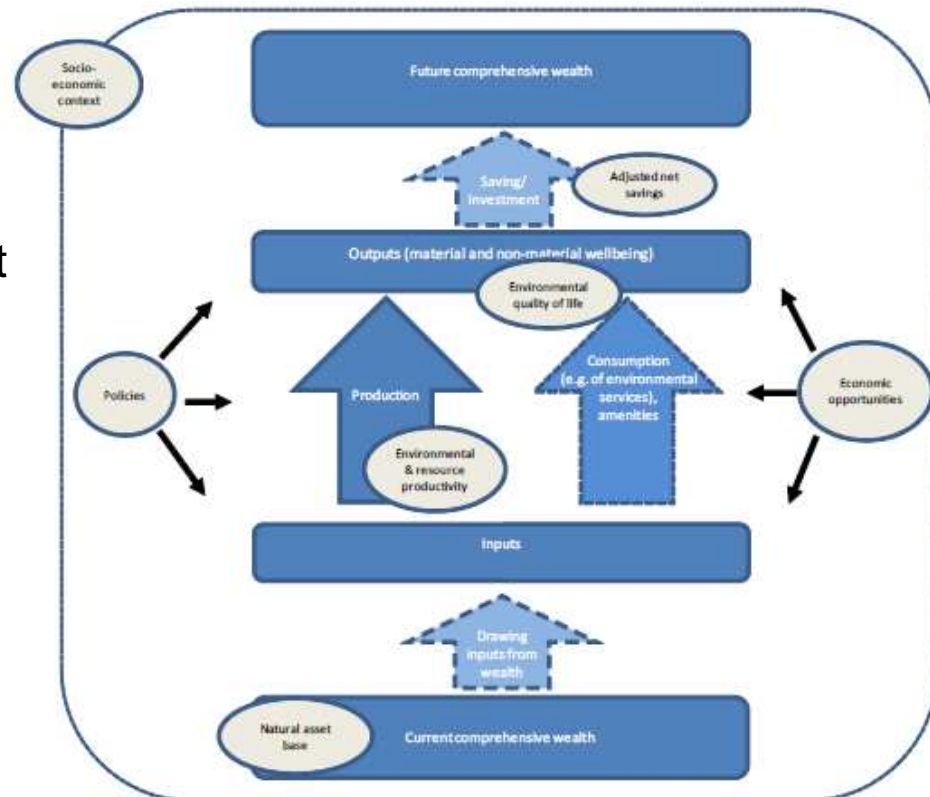 Socio-
economic
context
Future comprehensive wealth
Saving/
Investment
Adjusted net
savings
Outputs (material and non-material wellbeing)
Environmental
quality of life
t
Policies
Production
Consumption
(e.g. of environmental
services),
amenities
Economic
opportunities
Environmental
& resource
productivity
Inputs
Drawing
inputs from
wealth
Natural asset
base
Current comprehensive wealth